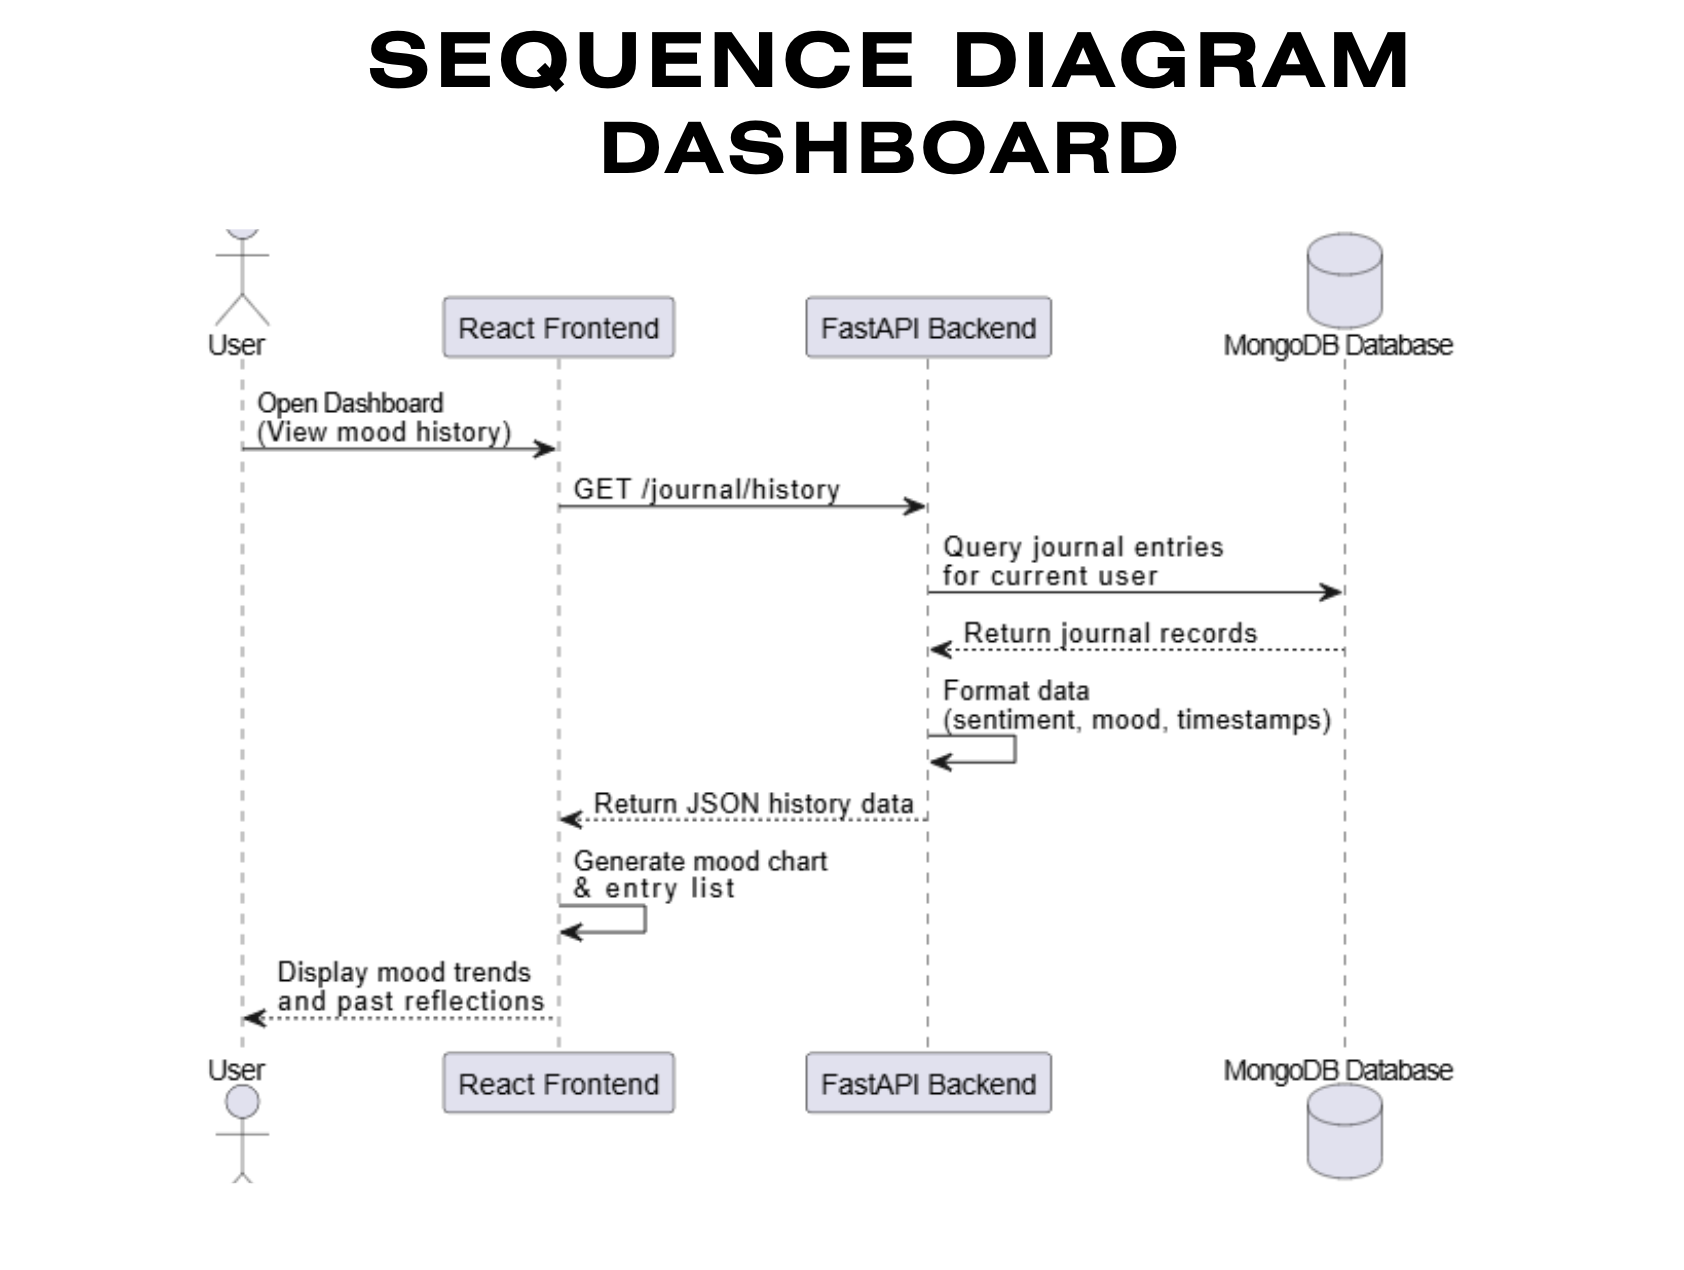 SEQUENCE DIAGRAM
DASHBOARD
User
React Frontend
FastAPI Backend
MongoDB Database
Open Dashboard
(View mood history)
GET /journal/history
Query journal entries
for current user
Return journal records
Format data
(sentiment, mood, timestamps)
Return JSON history data
Generate mood chart
& entry list
Display mood trends
and past reflections
User
React Frontend
FastAPI Backend
MongoDB Database